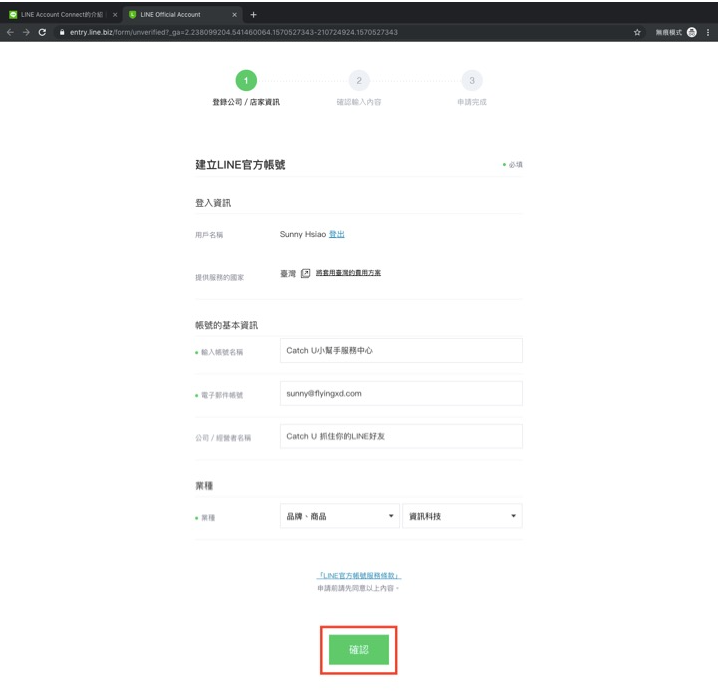 LINE Account Connect的介紹
LINE Official Account
entry.line.biz/form/unverified?_ga=2.238099204.541460064.1570527343-210724924.1570527343
無痕模式
1
2
3
登錄公司 / 店家資訊
確認輸入內容
申請完成
建立LINE官方帳號
必填
登入資訊
用戶名稱
Sunny Hsiao 登出
提供服務的國家
臺灣 將套用臺灣的費用方案
帳號的基本資訊
輸入帳號名稱
Catch U小幫手服務中心
電子郵件帳號
sunny@flyingxd.com
公司 / 經營者名稱
Catch U 抓住你的LINE好友
業種
業種
品牌・商品
資訊科技
「LINE官方帳號服務條款」
申請前請先同意以上內容。
確認